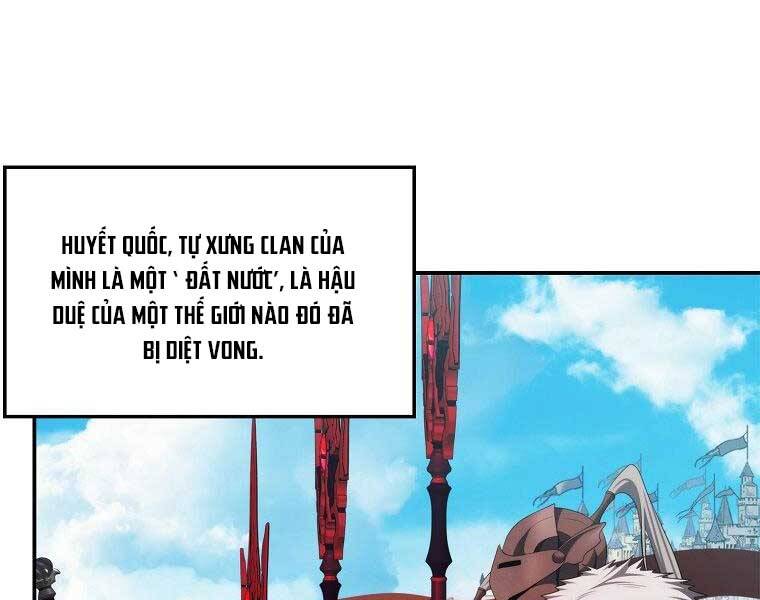 HUYẾT QUỐC, TỰ XƯNG CLAN CỦA
MÌNH LÀ MỘT ‘ ĐẤT NƯỚC’, LÀ HẬU
DUỆ CỦA MỘT THẾ GIỚI NÀO ĐÓ ĐÃ
BỊ DIỆT VONG.